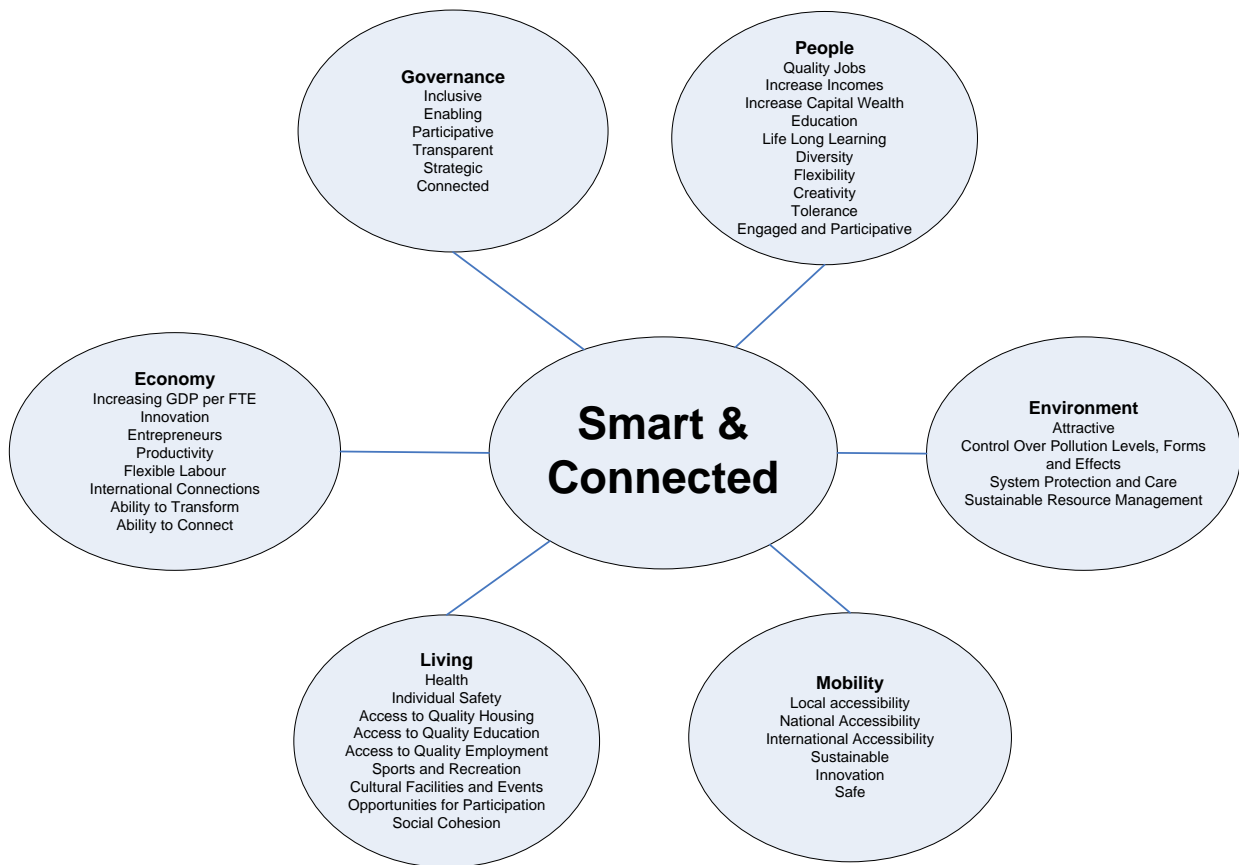 Governance
Inclusive
Enabling
Participative
Transparent
Strategic
Connected
People
Quality Jobs
Increase Incomes
Increase Capital Wealth
Education
Life Long Learning
Diversity
Flexibility
Creativity
Tolerance
Engaged and Participative
Economy
Increasing GDP per FTE
Innovation
Entrepreneurs
Productivity
Flexible Labour
International Connections
Ability to Transform
Ability to Connect
Smart &
Connected
Environment
Attractive
Control Over Pollution Levels, Forms
and Effects
System Protection and Care
Sustainable Resource Management
Living
Health
Individual Safety
Access to Quality Housing
Access to Quality Education
Access to Quality Employment
Sports and Recreation
Cultural Facilities and Events
Opportunities for Participation
Social Cohesion
Mobility
Local accessibility
National Accessibility
International Accessibility
Sustainable
Innovation
Safe